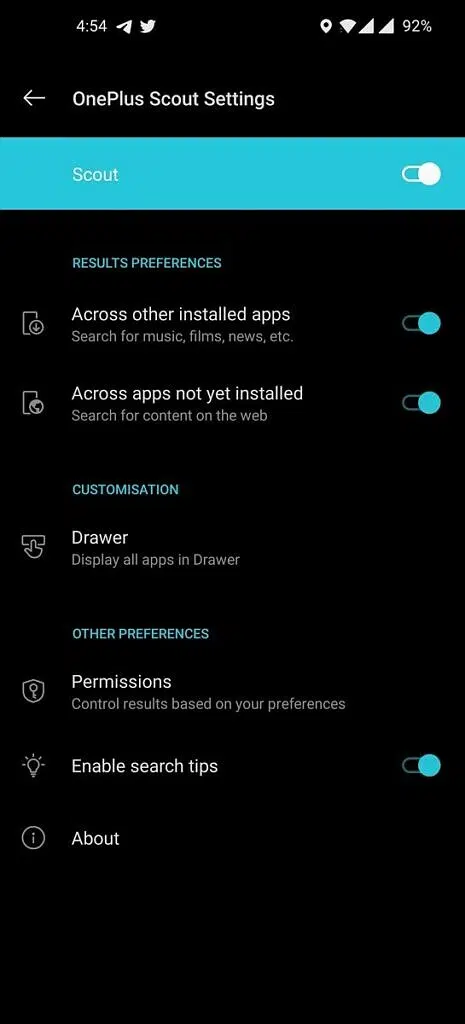 4:54 92%
OnePlus Scout Settings
Scout
RESULTS PREFERENCES
Across other installed apps
Search for music, films, news, etc.
Across apps not yet installed
Search for content on the web
CUSTOMISATION
Drawer
Display all apps in Drawer
OTHER PREFERENCES
Permissions
Control results based on your preferences
Enable search tips
About